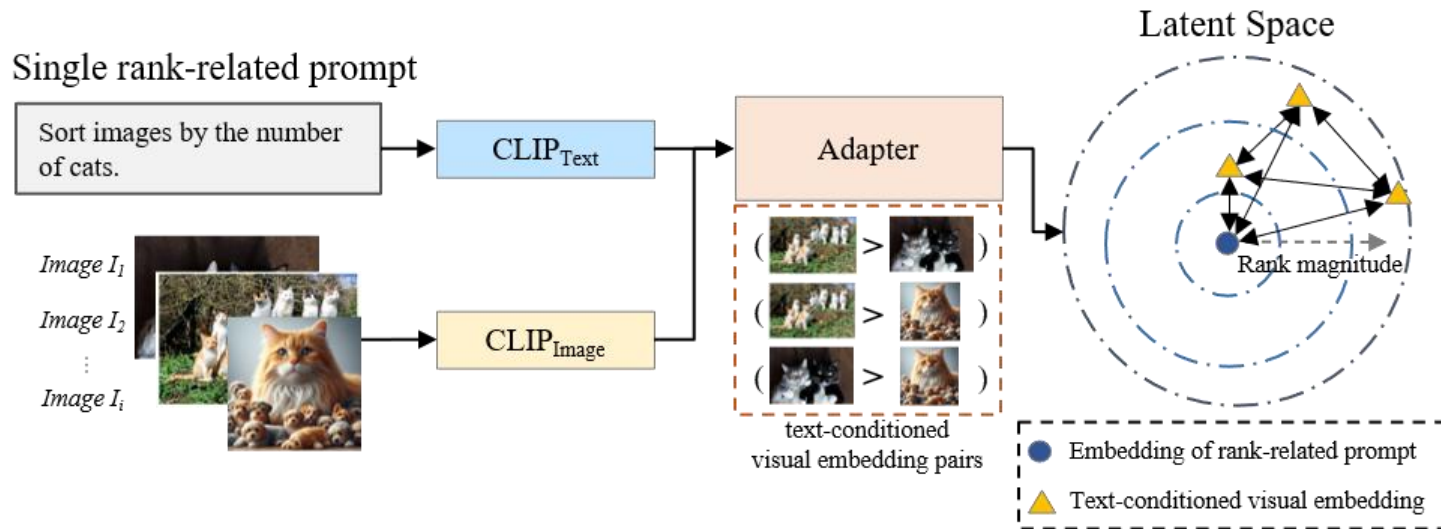 Latent Space
Single rank-related prompt
Sort images by the number
of cats.
CLIP_Text
Adapter
Image I_1
Image I_2
⋮
Image I_i
CLIP_Image
( > )
( > )
( > )
text-conditioned
visual embedding pairs
Rank magnitude
Embedding of rank-related prompt
Text-conditioned visual embedding